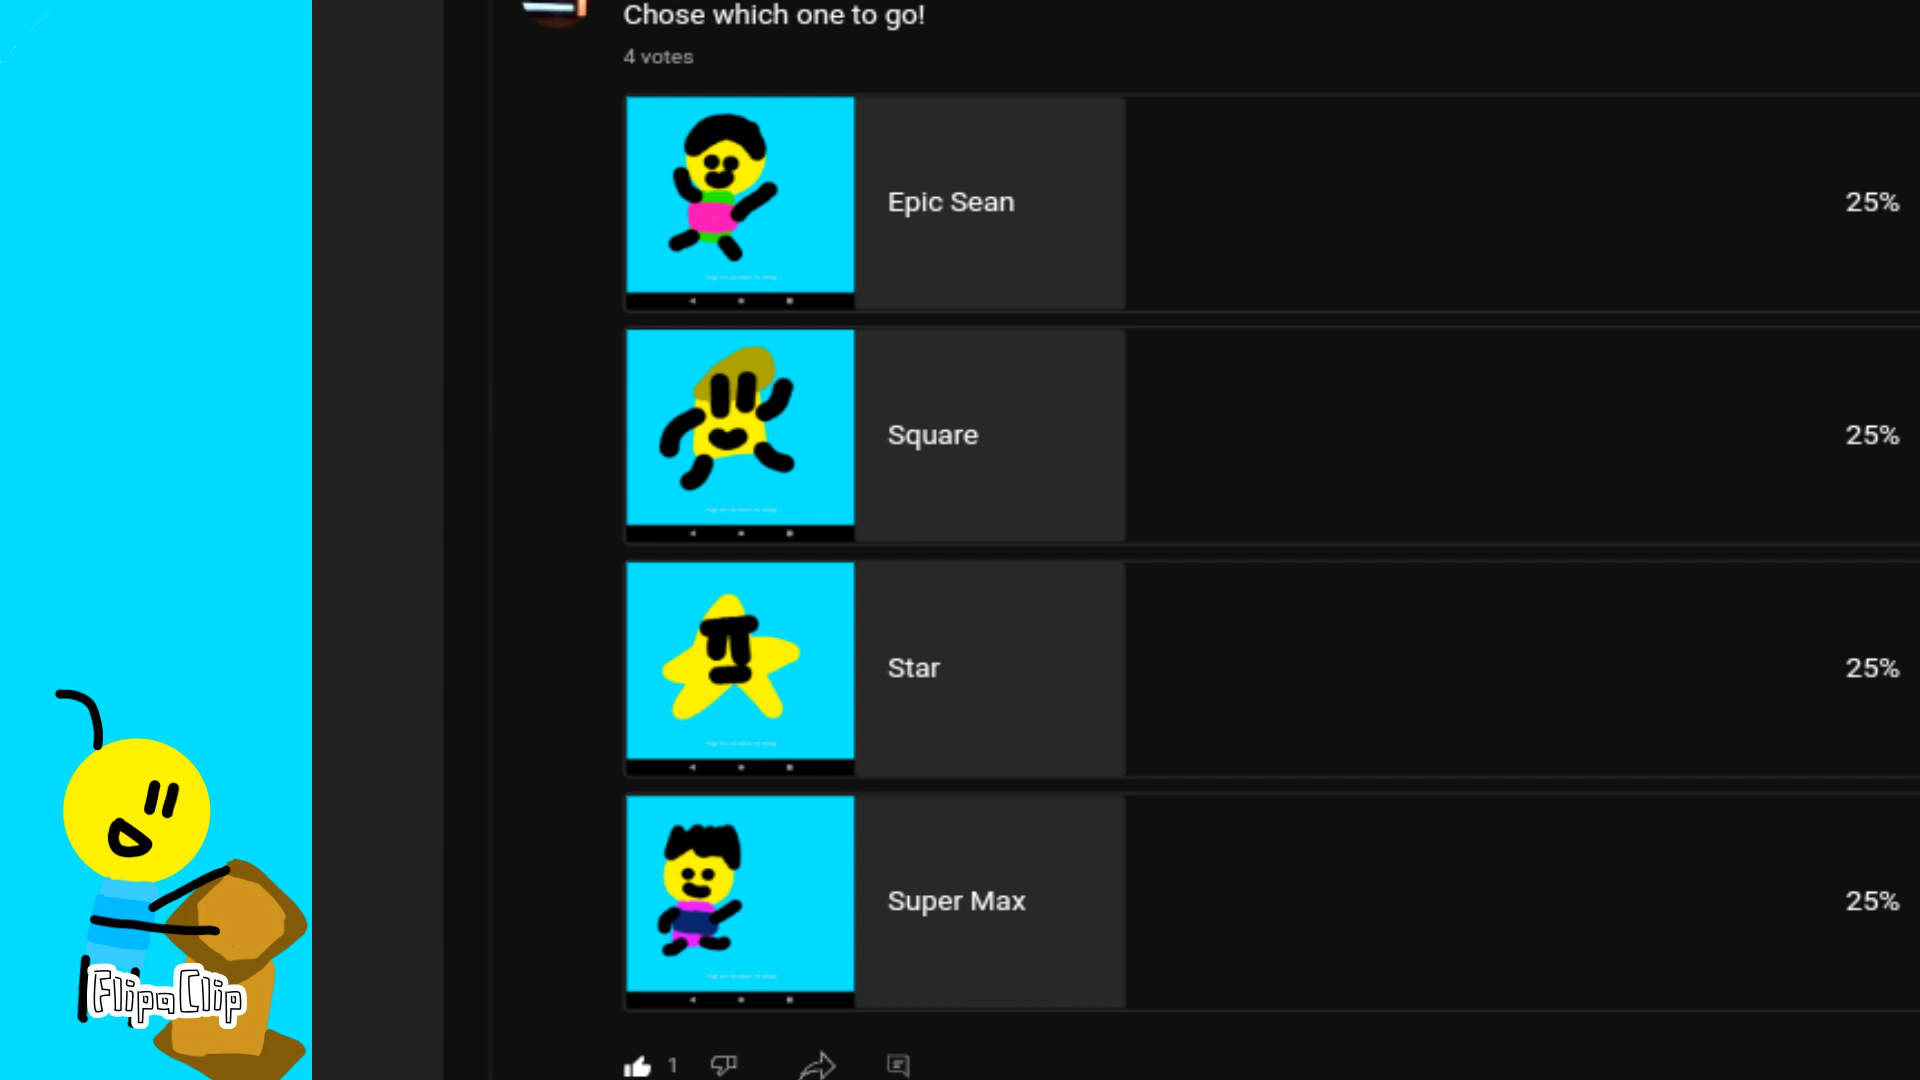 Chose which one to go!
4 votes
Epic Sean
25%
Square
25%
Star
25%
Super Max
25%
FlipaClip
1